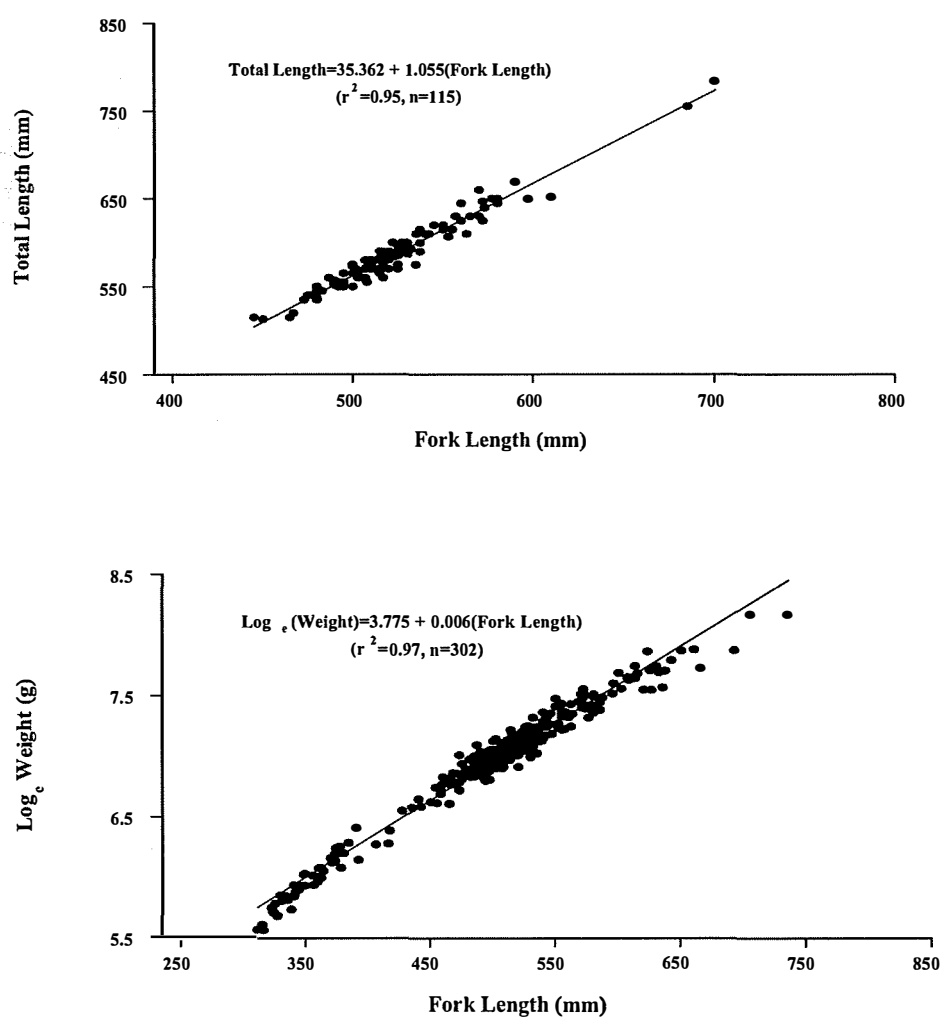 850
Total Length=35.362 + 1.055(Fork Length)
(r²=0.95, n=115)
750
Total Length (mm)
650
550
450
400 500 600 700 800
Fork Length (mm)
8.5
Log e (Weight)=3.775 + 0.006(Fork Length)
(r²=0.97, n=302)
7.5
Log e Weight (g)
6.5
5.5
250 350 450 550 650 750 850
Fork Length (mm)